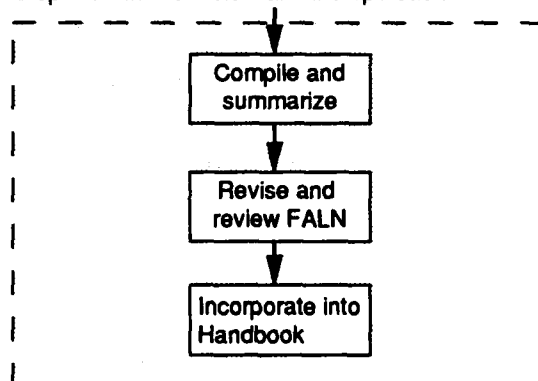 Compile and
summarize
Revise and
review FALN
Incorporate into
Handbook